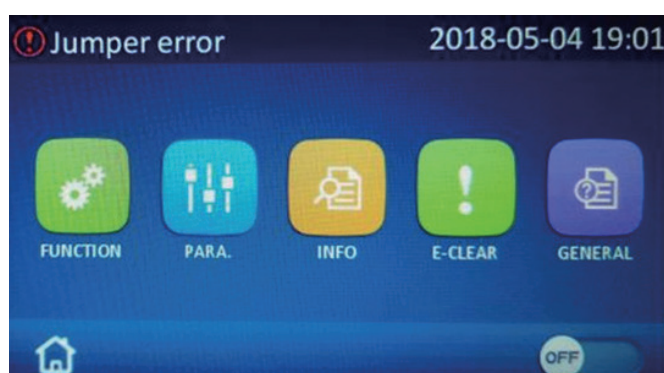 Jumper error 2018-05-04 19:01
FUNCTION PARA. INFO E-CLEAR GENERAL
OFF